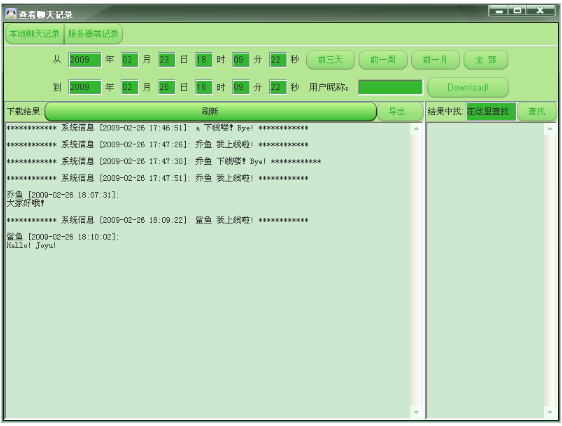 查看聊天记录
本地聊天记录 服务器端记录
从 2009 年 02 月 23 日 18 时 09 分 22 秒 前三天 前一周 前一月 全 部
到 2009 年 02 月 26 日 18 时 09 分 22 秒 用户昵称: Download!
下载结果: 刷新 导出... 结果中找: 在这里查找 查找
************ 系统信息 [2009-02-26 17:46:51]: a 下线喽! Bye! ************
************ 系统信息 [2009-02-26 17:47:26]: 乔鱼 我上线啦! ************
************ 系统信息 [2009-02-26 17:47:30]: 乔鱼 下线喽! Bye! ************
************ 系统信息 [2009-02-26 17:47:51]: 乔鱼 我上线啦! ************
乔鱼 [2009-02-26 18:07:31]:
大家好哦!
************ 系统信息 [2009-02-26 18:09:22]: 鲨鱼 我上线啦! ************
鲨鱼 [2009-02-26 18:10:02]:
Hello! Joyu!